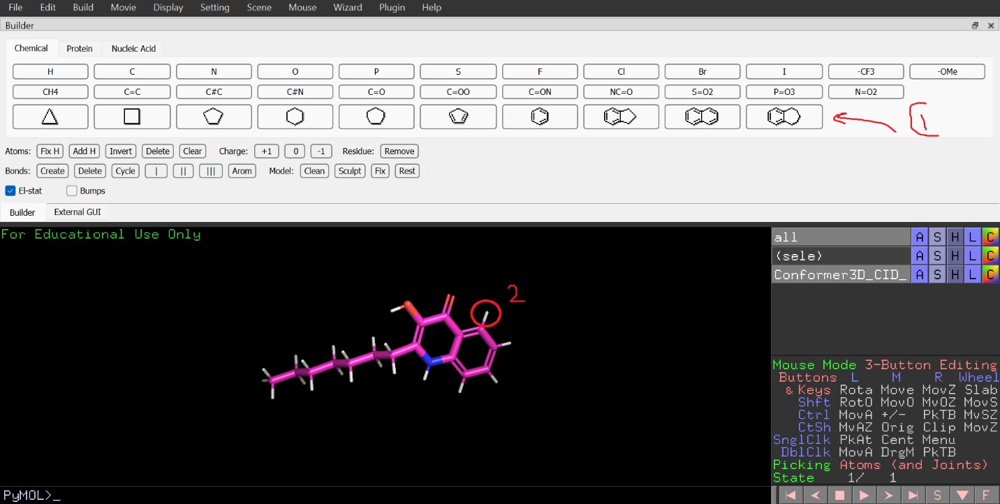 File Edit Build Movie Display Setting Scene Mouse Wizard Plugin Help
Builder
Chemical Protein Nucleic Acid
H C N O P S F Cl Br I -CF3 -OMe
CH4 C=C C#C C#N C=O C=OO C=ON NC=O S=O2 P=O3 N=O2
1
Atoms: Fix H Add H Invert Delete Clear Charge: +1 0 -1 Residue: Remove
Bonds: Create Delete Cycle | || ||| Arom Model: Clean Sculpt Fix Rest
El-stat Bumps
Builder External GUI
For Educational Use Only
all A S H L C
(sele) A S H L C
Conformer3D_CID_ A S H L C
2
Mouse Mode 3-Button Editing
Buttons L M R Wheel
& Keys Rota Move MovZ Slab
Shft RotO MovO MvOZ MovS
Ctrl MovA +/- PkTB MvSZ
CtSh MvAZ Orig Clip MovZ
SnglClk PkAt Cent Menu
DblClk MovA DrgM PkTB
Picking Atoms (and Joints)
State 1/ 1
PyMOL>_ S F